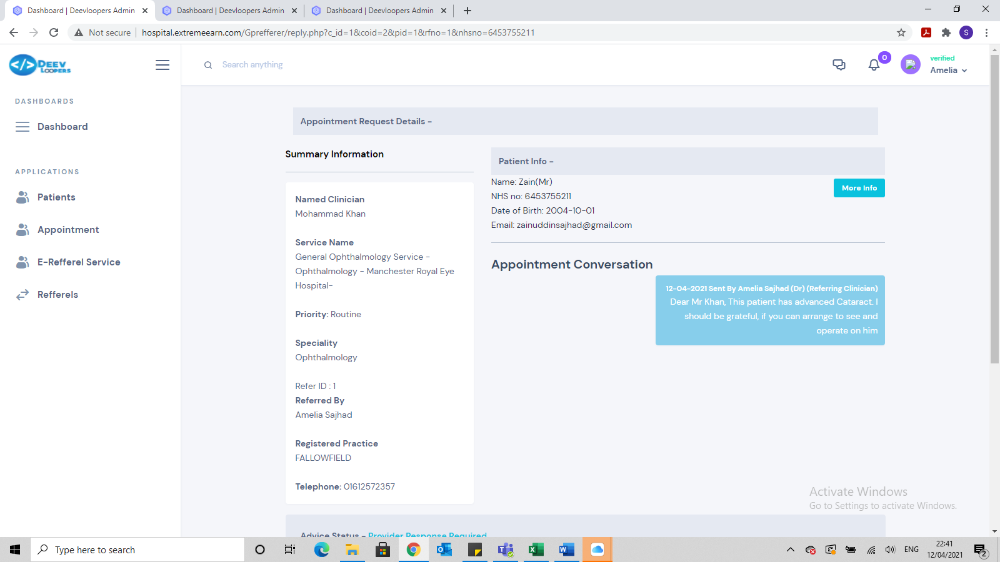 Dashboard | Deevloopers Admin
Dashboard | Deevloopers Admin
Dashboard | Deevloopers Admin
Not secure
hospital.extremeearn.com/Gprefferer/reply.php?c_id=1&coid=2&pid=1&rfno=1&nhsno=6453755211
S
DEEV
LOOPERS
Search anything
0
verified
Amelia
DASHBOARDS
Dashboard
APPLICATIONS
Patients
Appointment
E-Refferel Service
Refferels
Appointment Request Details -
Summary Information
Named Clinician
Mohammad Khan
Service Name
General Ophthalmology Service -
Ophthalmology - Manchester Royal Eye
Hospital-
Priority: Routine
Speciality
Ophthalmology
Refer ID : 1
Referred By
Amelia Sajhad
Registered Practice
FALLOWFIELD
Telephone: 01612572357
Patient Info -
Name: Zain(Mr)
More Info
NHS no: 6453755211
Date of Birth: 2004-10-01
Email: zainuddinsajhad@gmail.com
Appointment Conversation
12-04-2021 Sent By Amelia Sajhad (Dr) (Referring Clinician)
Dear Mr Khan, This patient has advanced Cataract. I
should be grateful, if you can arrange to see and
operate on him
Advice Status - Provider Response Required
Activate Windows
Go to Settings to activate Windows.
Type here to search
ENG
22:41
12/04/2021
2